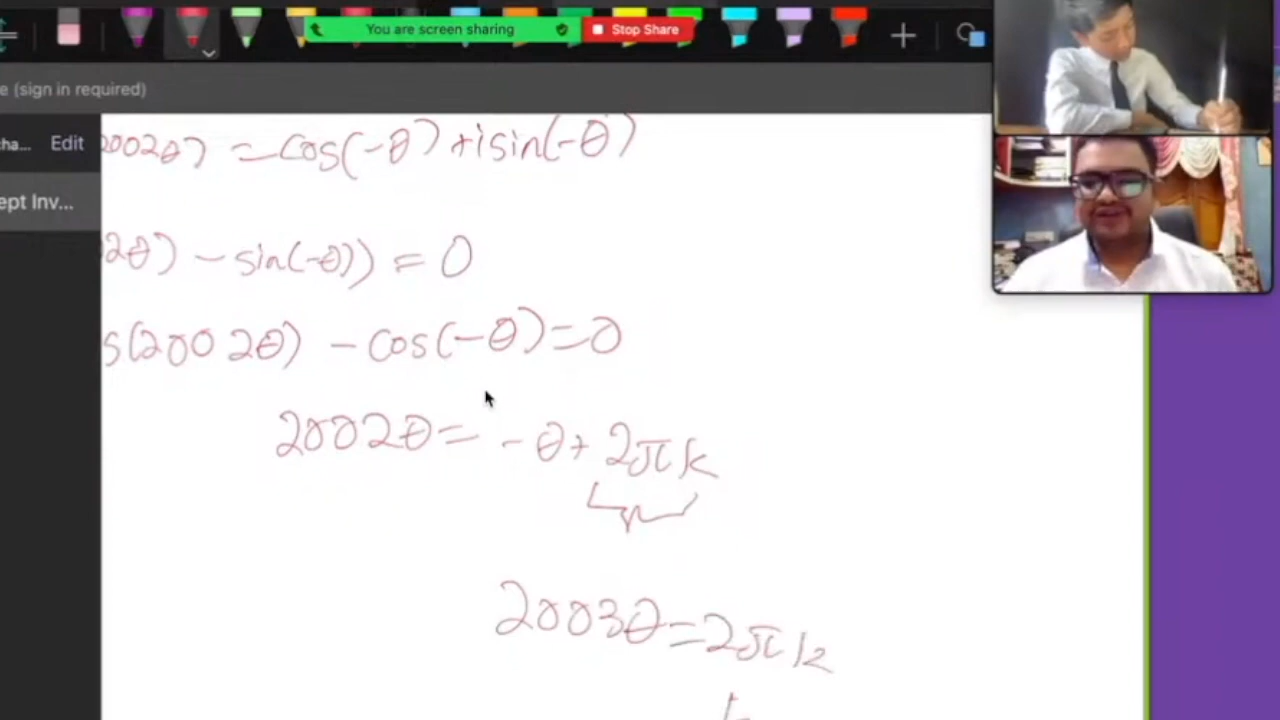 You are screen sharing
Stop Share
e (sign in required)
ha... Edit
ept Inv...
2002θ) = cos(-θ) + i sin(-θ)
2θ) - sin(-θ)) = 0
s(2002θ) - cos(-θ) = 0
2002θ = -θ + 2πk
2003θ = 2πk